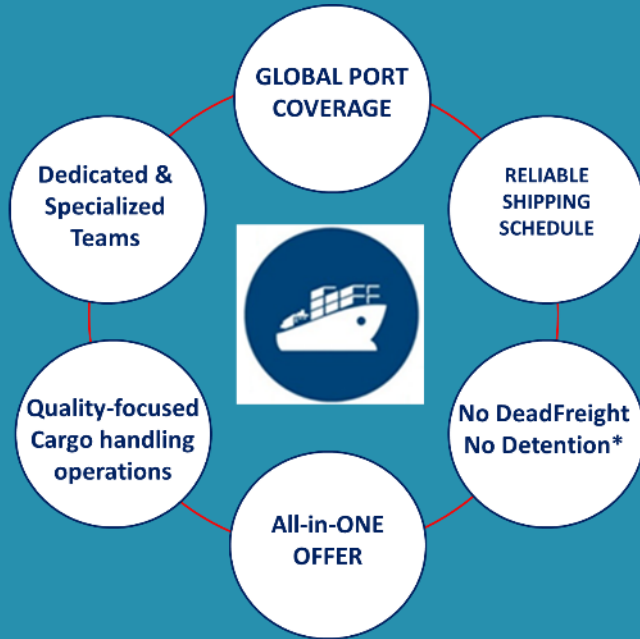 GLOBAL PORT
COVERAGE
RELIABLE
SHIPPING
SCHEDULE
No DeadFreight
No Detention*
All-in-ONE
OFFER
Quality-focused
Cargo handling
operations
Dedicated &
Specialized
Teams